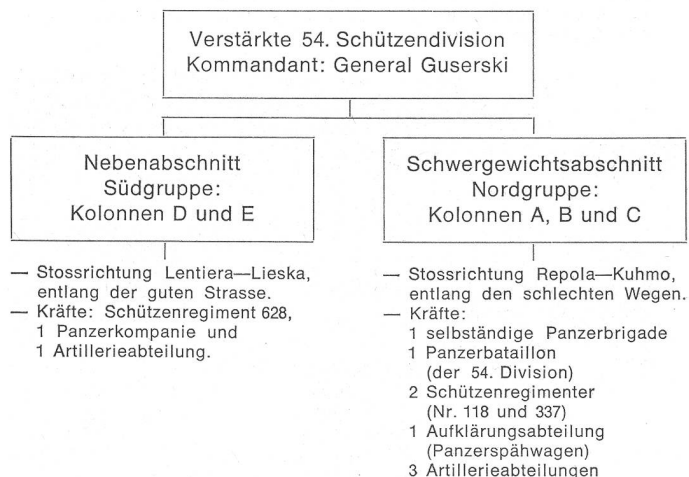 Verstärkte 54. Schützendivision
Kommandant: General Guserski
Nebenabschnitt
Südgruppe:
Kolonnen D und E
— Stossrichtung Lentiera—Lieska,
entlang der guten Strasse.
— Kräfte: Schützenregiment 628,
1 Panzerkompanie und
1 Artillerieabteilung.
Schwergewichtsabschnitt
Nordgruppe:
Kolonnen A, B und C
— Stossrichtung Repola—Kuhmo,
entlang den schlechten Wegen.
— Kräfte:
1 selbständige Panzerbrigade
1 Panzerbataillon
(der 54. Division)
2 Schützenregimenter
(Nr. 118 und 337)
1 Aufklärungsabteilung
(Panzerspähwagen)
3 Artillerieabteilungen